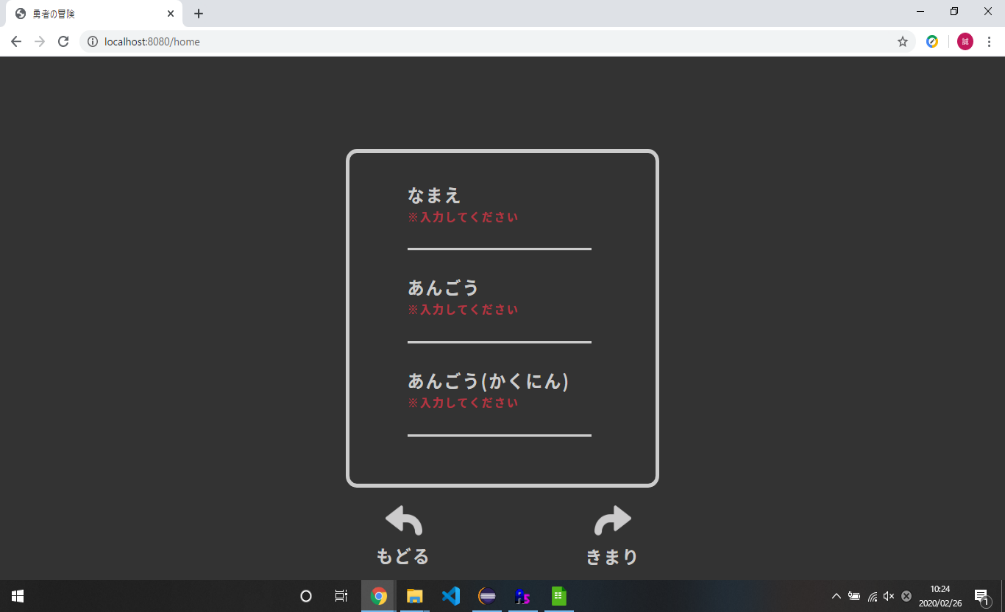 勇者の冒険
localhost:8080/home
なまえ
※入力してください
あんごう
※入力してください
あんごう(かくにん)
※入力してください
もどる
きまり
10:24
2020/02/26
1